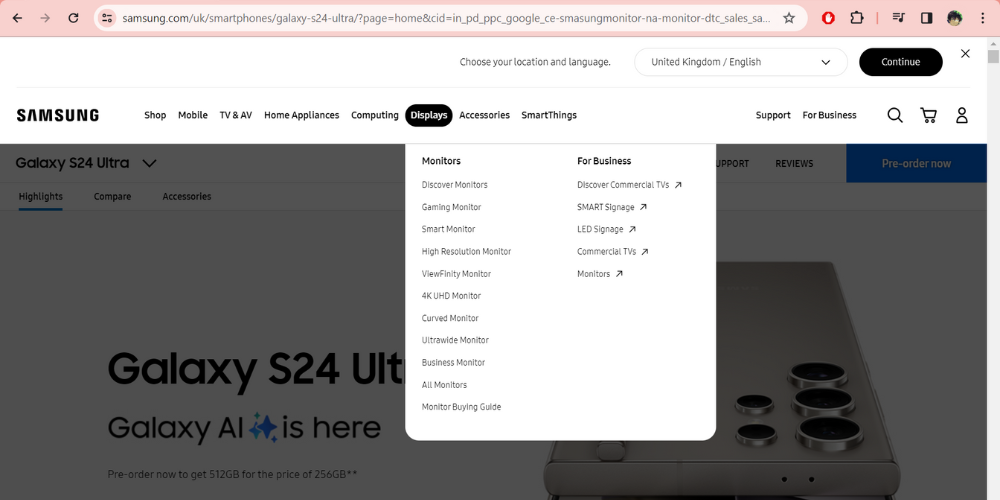 samsung.com/uk/smartphones/galaxy-s24-ultra/?page=home&cid=in_pd_ppc_google_ce-smasungmonitor-na-monitor-dtc_sales_sa...
Choose your location and language.
United Kingdom / English
Continue
SAMSUNG
Shop Mobile TV & AV Home Appliances Computing Displays Accessories SmartThings Support For Business
Galaxy S24 Ultra
UPPORT REVIEWS
Pre-order now
Highlights Compare Accessories
Monitors
Discover Monitors
Gaming Monitor
Smart Monitor
High Resolution Monitor
ViewFinity Monitor
4K UHD Monitor
Curved Monitor
Ultrawide Monitor
Business Monitor
All Monitors
Monitor Buying Guide
For Business
Discover Commercial TVs
SMART Signage
LED Signage
Commercial TVs
Monitors
Galaxy S24 Ult
Galaxy AI is here
Pre-order now to get 512GB for the price of 256GB**